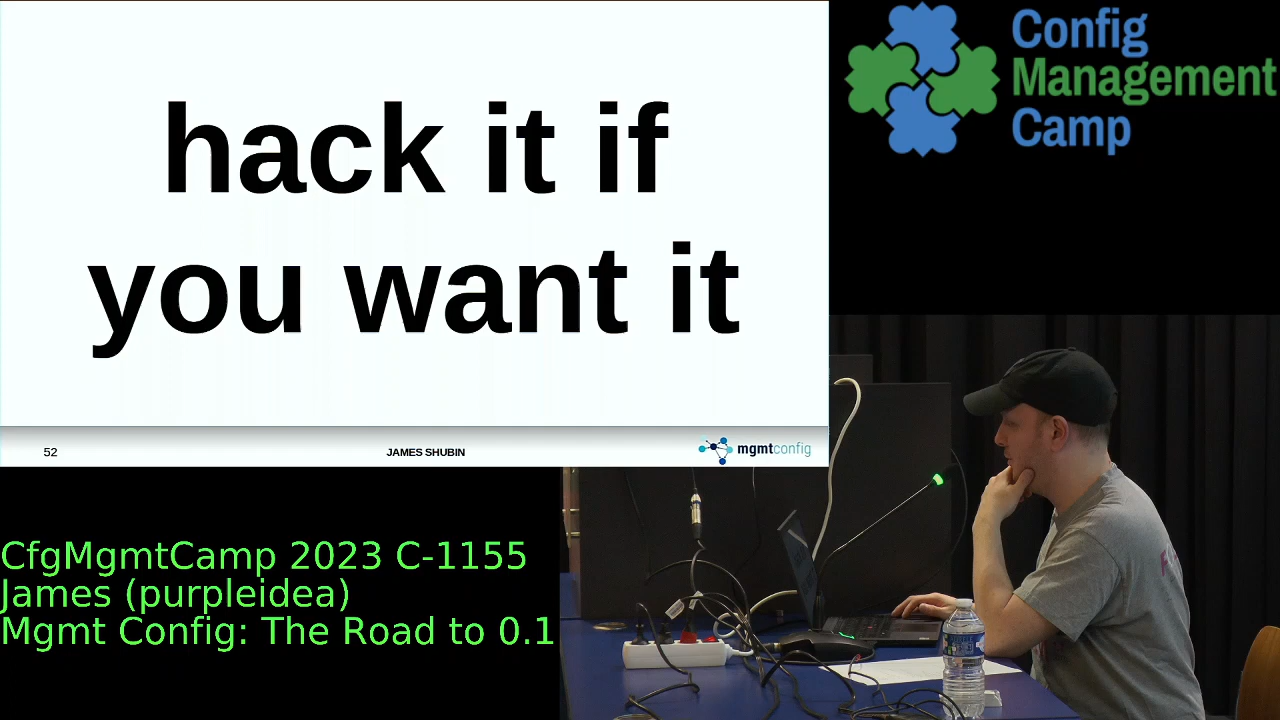 hack it if
you want it
52
JAMES SHUBIN
mgmtconfig
Config
Management
Camp
CfgMgmtCamp 2023 C-1155
James (purpleidea)
Mgmt Config: The Road to 0.1